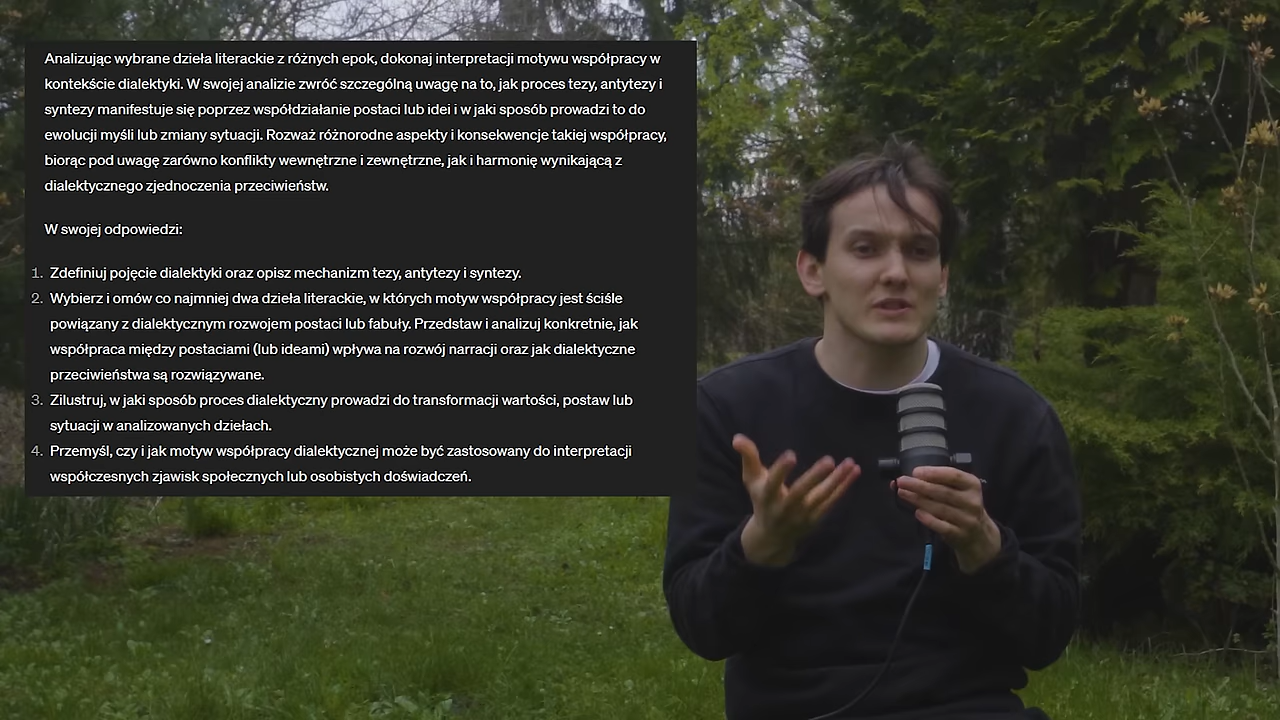 Analizując wybrane dzieła literackie z różnych epok, dokonaj interpretacji motywu współpracy w
kontekście dialektyki. W swojej analizie zwróć szczególną uwagę na to, jak proces tezy, antytezy i
syntezy manifestuje się poprzez współdziałanie postaci lub idei i w jaki sposób prowadzi to do
ewolucji myśli lub zmiany sytuacji. Rozważ różnorodne aspekty i konsekwencje takiej współpracy,
biorąc pod uwagę zarówno konflikty wewnętrzne i zewnętrzne, jak i harmonię wynikającą z
dialektycznego zjednoczenia przeciwieństw.
W swojej odpowiedzi:
1. Zdefiniuj pojęcie dialektyki oraz opisz mechanizm tezy, antytezy i syntezy.
2. Wybierz i omów co najmniej dwa dzieła literackie, w których motyw współpracy jest ściśle
powiązany z dialektycznym rozwojem postaci lub fabuły. Przedstaw i analizuj konkretnie, jak
współpraca między postaciami (lub ideami) wpływa na rozwój narracji oraz jak dialektyczne
przeciwieństwa są rozwiązywane.
3. Zilustruj, w jaki sposób proces dialektyczny prowadzi do transformacji wartości, postaw lub
sytuacji w analizowanych dziełach.
4. Przemyśl, czy i jak motyw współpracy dialektycznej może być zastosowany do interpretacji
współczesnych zjawisk społecznych lub osobistych doświadczeń.